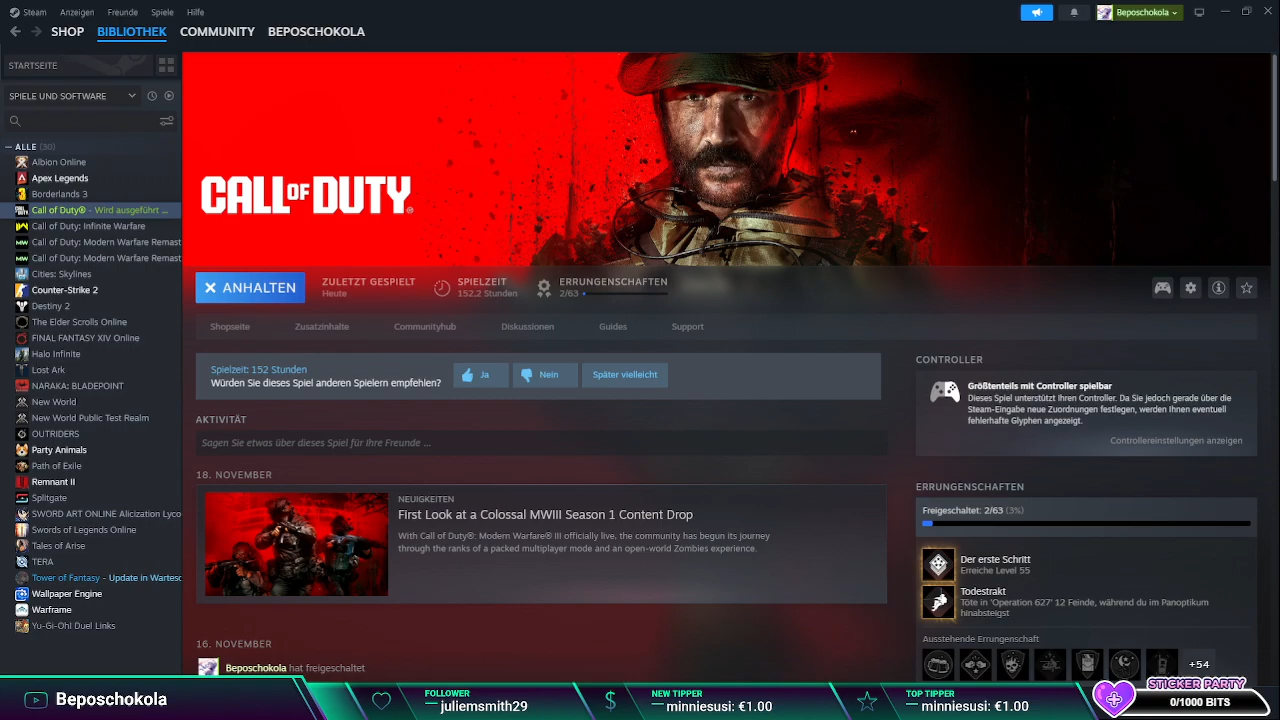 Steam Anzeigen Freunde Spiele Hilfe
Beposchokola
SHOP BIBLIOTHEK COMMUNITY BEPOSCHOKOLA
STARTSEITE
SPIELE UND SOFTWARE
ALLE (30)
Albion Online
Apex Legends
Borderlands 3
Call of Duty® - Wird ausgeführt ...
Call of Duty: Infinite Warfare
Call of Duty: Modern Warfare Remast
Call of Duty: Modern Warfare Remast
Cities: Skylines
Counter-Strike 2
Destiny 2
The Elder Scrolls Online
FINAL FANTASY XIV Online
Halo Infinite
Lost Ark
NARAKA: BLADEPOINT
New World
New World Public Test Realm
OUTRIDERS
Party Animals
Path of Exile
Remnant II
Splitgate
SWORD ART ONLINE Alicization Lyco
Swords of Legends Online
Tales of Arise
TERA
Tower of Fantasy - Update in Wartesc
Wallpaper Engine
Warframe
Yu-Gi-Oh! Duel Links
CALL OF DUTY®
ANHALTEN
ZULETZT GESPIELT
Heute
SPIELZEIT
152,2 Stunden
ERRUNGENSCHAFTEN
2/63
Shopseite Zusatzinhalte Communityhub Diskussionen Guides Support
Spielzeit: 152 Stunden
Würden Sie dieses Spiel anderen Spielern empfehlen?
Ja Nein Später vielleicht
AKTIVITÄT
Sagen Sie etwas über dieses Spiel für Ihre Freunde ...
18. NOVEMBER
NEUIGKEITEN
First Look at a Colossal MWIII Season 1 Content Drop
With Call of Duty®: Modern Warfare® III officially live, the community has begun its journey
through the ranks of a packed multiplayer mode and an open-world Zombies experience.
16. NOVEMBER
Beposchokola hat freigeschaltet
CONTROLLER
Größtenteils mit Controller spielbar
Dieses Spiel unterstützt Ihren Controller. Da Sie jedoch gerade über die
Steam-Eingabe neue Zuordnungen festlegen, werden Ihnen eventuell
fehlerhafte Glyphen angezeigt.
Controllereinstellungen anzeigen
ERRUNGENSCHAFTEN
Freigeschaltet: 2/63 (3%)
Der erste Schritt
Erreiche Level 55
Todestrakt
Töte in 'Operation 627' 12 Feinde, während du im Panoptikum
hinabsteigst
Ausstehende Errungenschaft
+54
Beposchokola
FOLLOWER
juliemsmith29
$
NEW TIPPER
minniesusi: €1.00
TOP TIPPER
minniesusi: €1.00
STICKER PARTY
0/1000 BITS